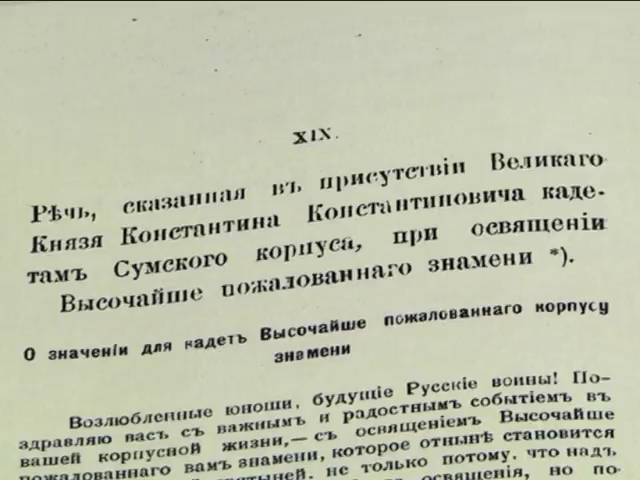 XIX.
Рѣчь, сказанная въ присутствіи Великаго
Князя Константина Константиновича каде-
тамъ Сумского корпуса, при освященіи
Высочайше пожалованнаго знамени *).
О значеніи для кадетъ Высочайше пожалованнаго корпусу
знамени
Возлюбленные юноши, будущіе Русскіе воины! По-
здравляю васъ съ важнымъ и радостнымъ событіемъ въ
вашей корпусной жизни,— съ освященіемъ Высочайше
пожалованнаго вамъ знамени, которое отнынѣ становится
не только потому, что надъ
освященія, но по-